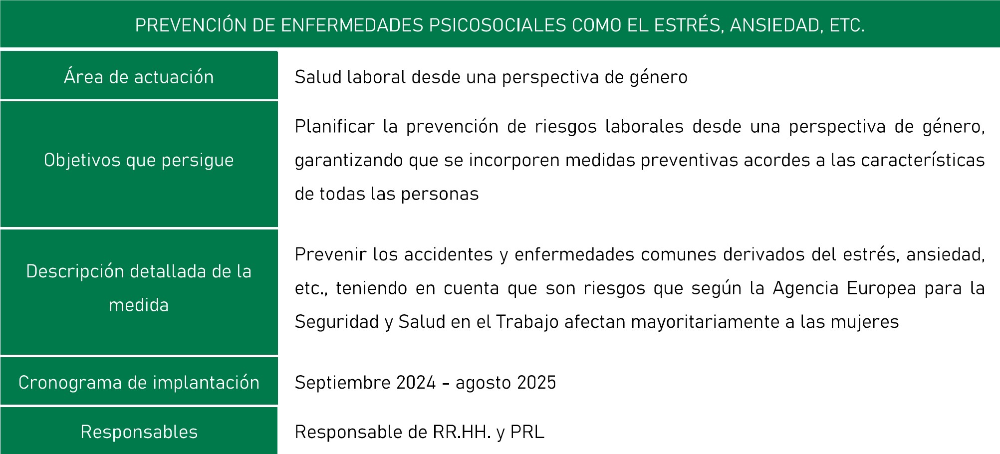 PREVENCIÓN DE ENFERMEDADES PSICOSOCIALES COMO EL ESTRÉS, ANSIEDAD, ETC.
Área de actuación
Salud laboral desde una perspectiva de género
Objetivos que persigue
Planificar la prevención de riesgos laborales desde una perspectiva de género,
garantizando que se incorporen medidas preventivas acordes a las características
de todas las personas
Descripción detallada de la
medida
Prevenir los accidentes y enfermedades comunes derivados del estrés, ansiedad,
etc., teniendo en cuenta que son riesgos que según la Agencia Europea para la
Seguridad y Salud en el Trabajo afectan mayoritariamente a las mujeres
Cronograma de implantación
Septiembre 2024 – agosto 2025
Responsables
Responsable de RR.HH. y PRL